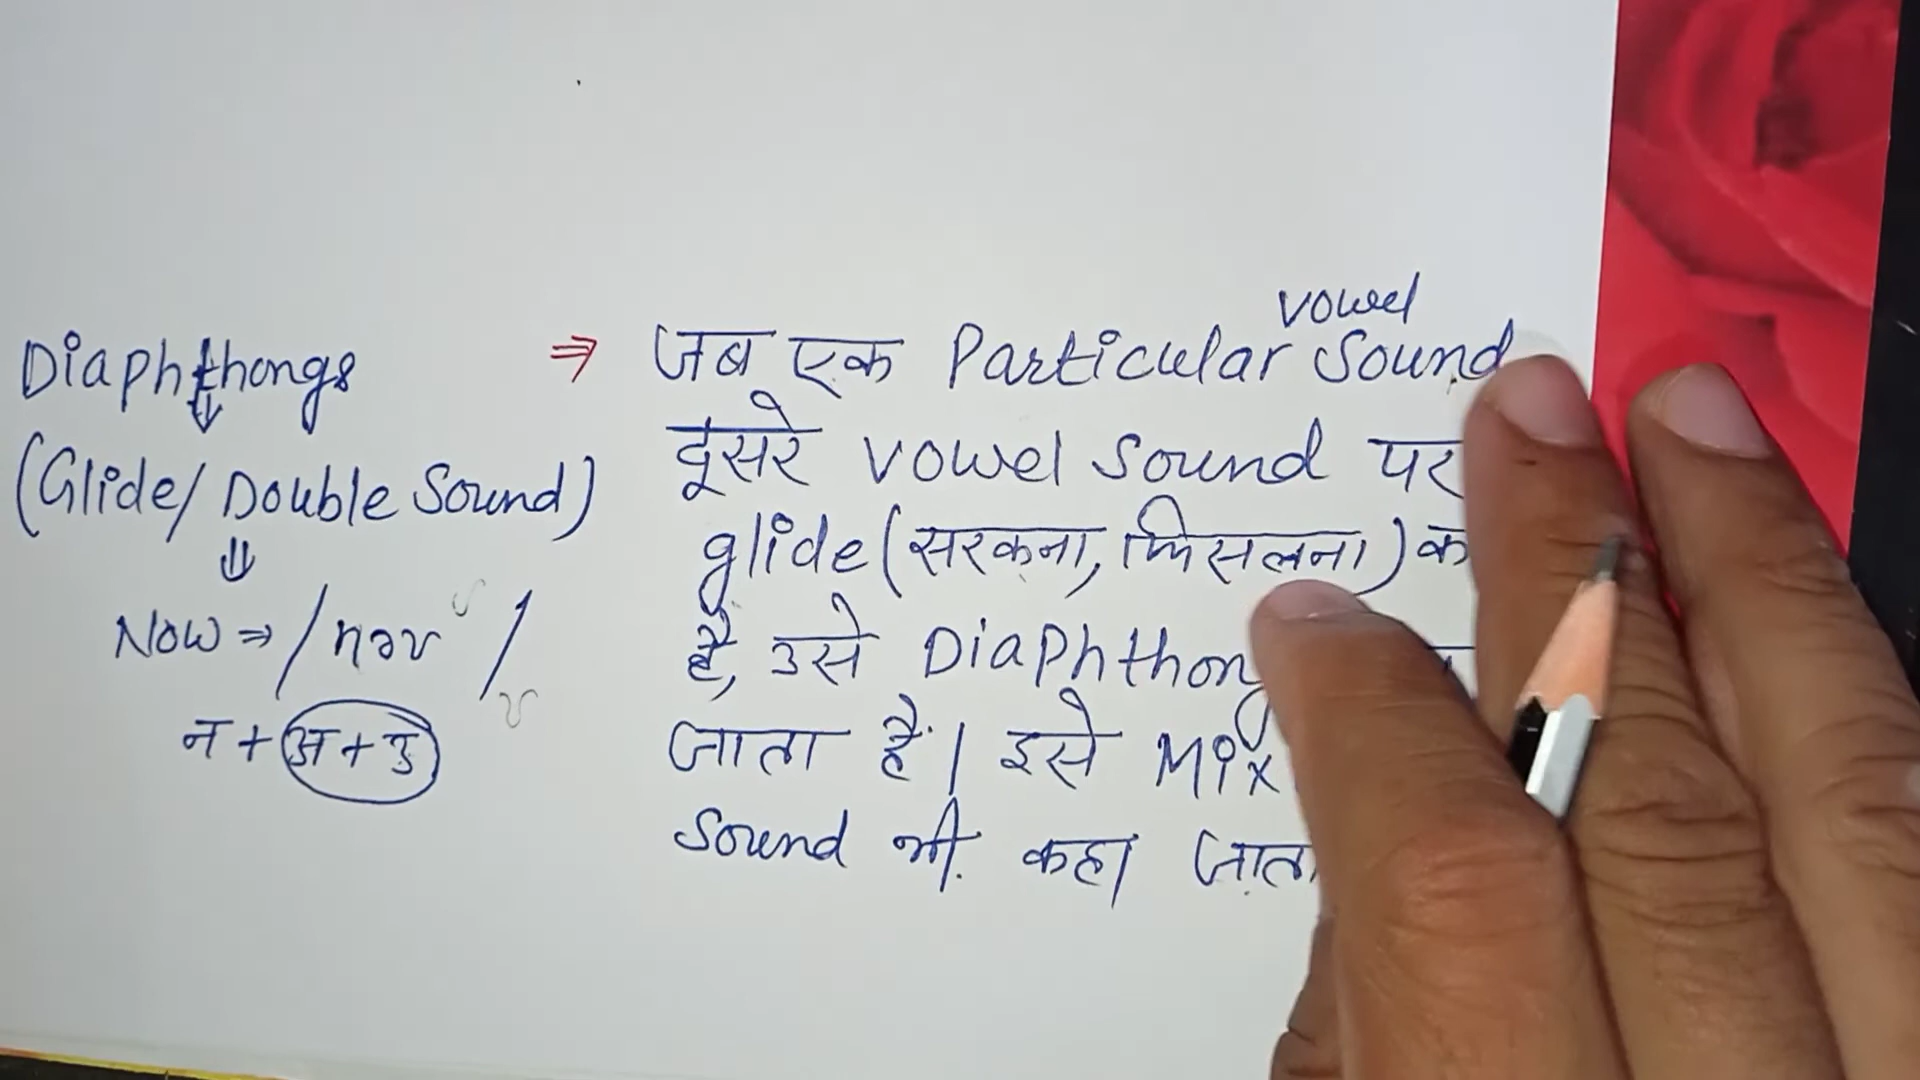 Diaphthongs
(Glide/ Double Sound)
⇓
Now ⇒ /nəʊ /
न + अ + उ
⇒ जब एक Particular vowel Sound
दूसरे vowel Sound पर
glide (सरकना, फिसलना)
है, उसे Diaphthong
जाता है। इसे Mix
Sound भी कहा जाता